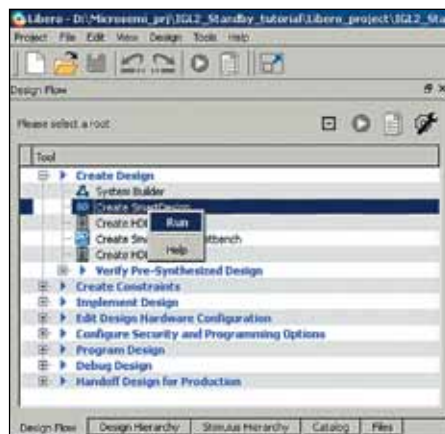 Libero - D:\Microsemi_prj\IGL2_Standby_tutorial\Libero_project\IGL2_Sta
Project File Edit View Design Tools Help
Design Flow
Please select a root
Tool
Create Design
System Builder
Create SmartDesign
Create HDL
Run
Create Sma tbench
Help
Create HDL
Verify Pre-Synthesized Design
Create Constraints
Implement Design
Edit Design Hardware Configuration
Configure Security and Programming Options
Program Design
Debug Design
Handoff Design for Production
Design Flow Design Hierarchy Stimulus Hierarchy Catalog Files